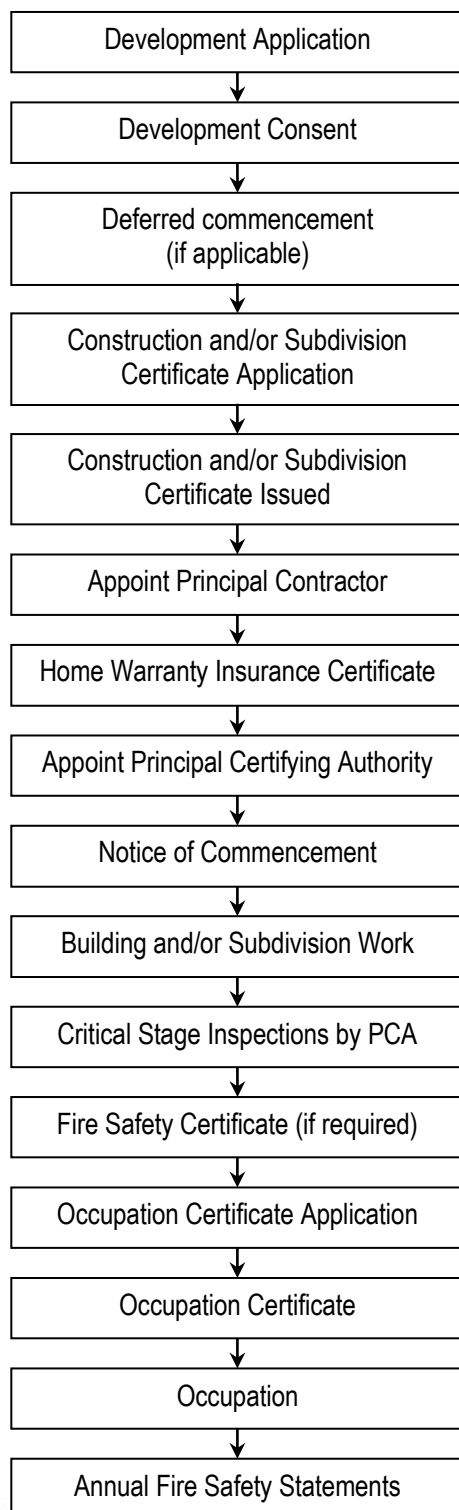 Development Application
Development Consent
Deferred commencement
(if applicable)
Construction and/or Subdivision
Certificate Application
Construction and/or Subdivision
Certificate Issued
Appoint Principal Contractor
Home Warranty Insurance Certificate
Appoint Principal Certifying Authority
Notice of Commencement
Building and/or Subdivision Work
Critical Stage Inspections by PCA
Fire Safety Certificate (if required)
Occupation Certificate Application
Occupation Certificate
Occupation
Annual Fire Safety Statements